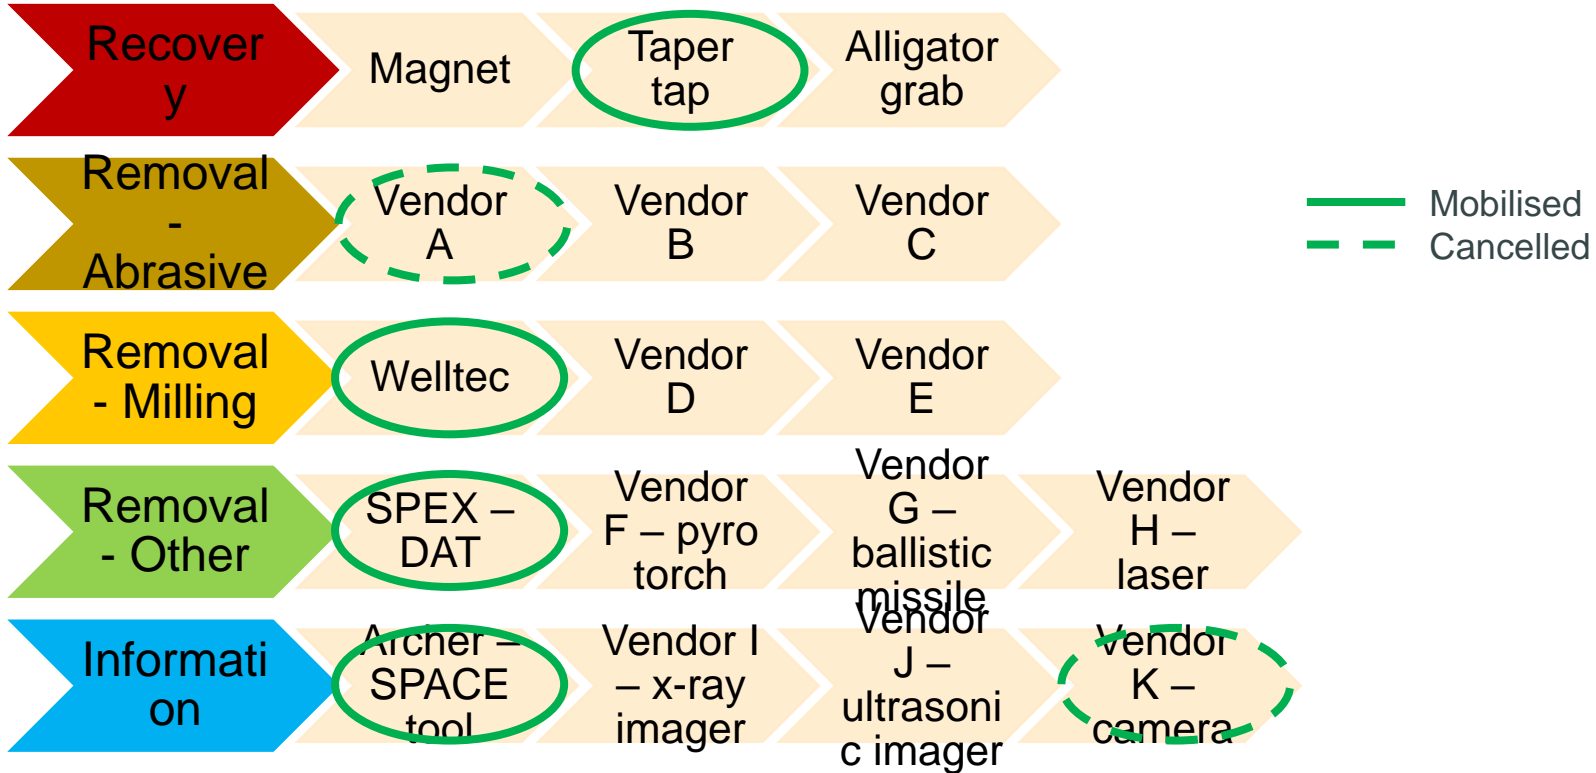 Recover
y
Magnet
Taper
tap
Alligator
grab
Removal
-
Abrasive
Vendor
A
Vendor
B
Vendor
C
Mobilised
Cancelled
Removal
- Milling
Welltec
Vendor
D
Vendor
E
Removal
- Other
SPEX –
DAT
Vendor
F – pyro
torch
Vendor
G –
ballistic
missile
Vendor
H –
laser
Informati
on
Archer –
SPACE
tool
Vendor I
– x-ray
imager
Vendor
J –
ultrasoni
c imager
Vendor
K –
camera